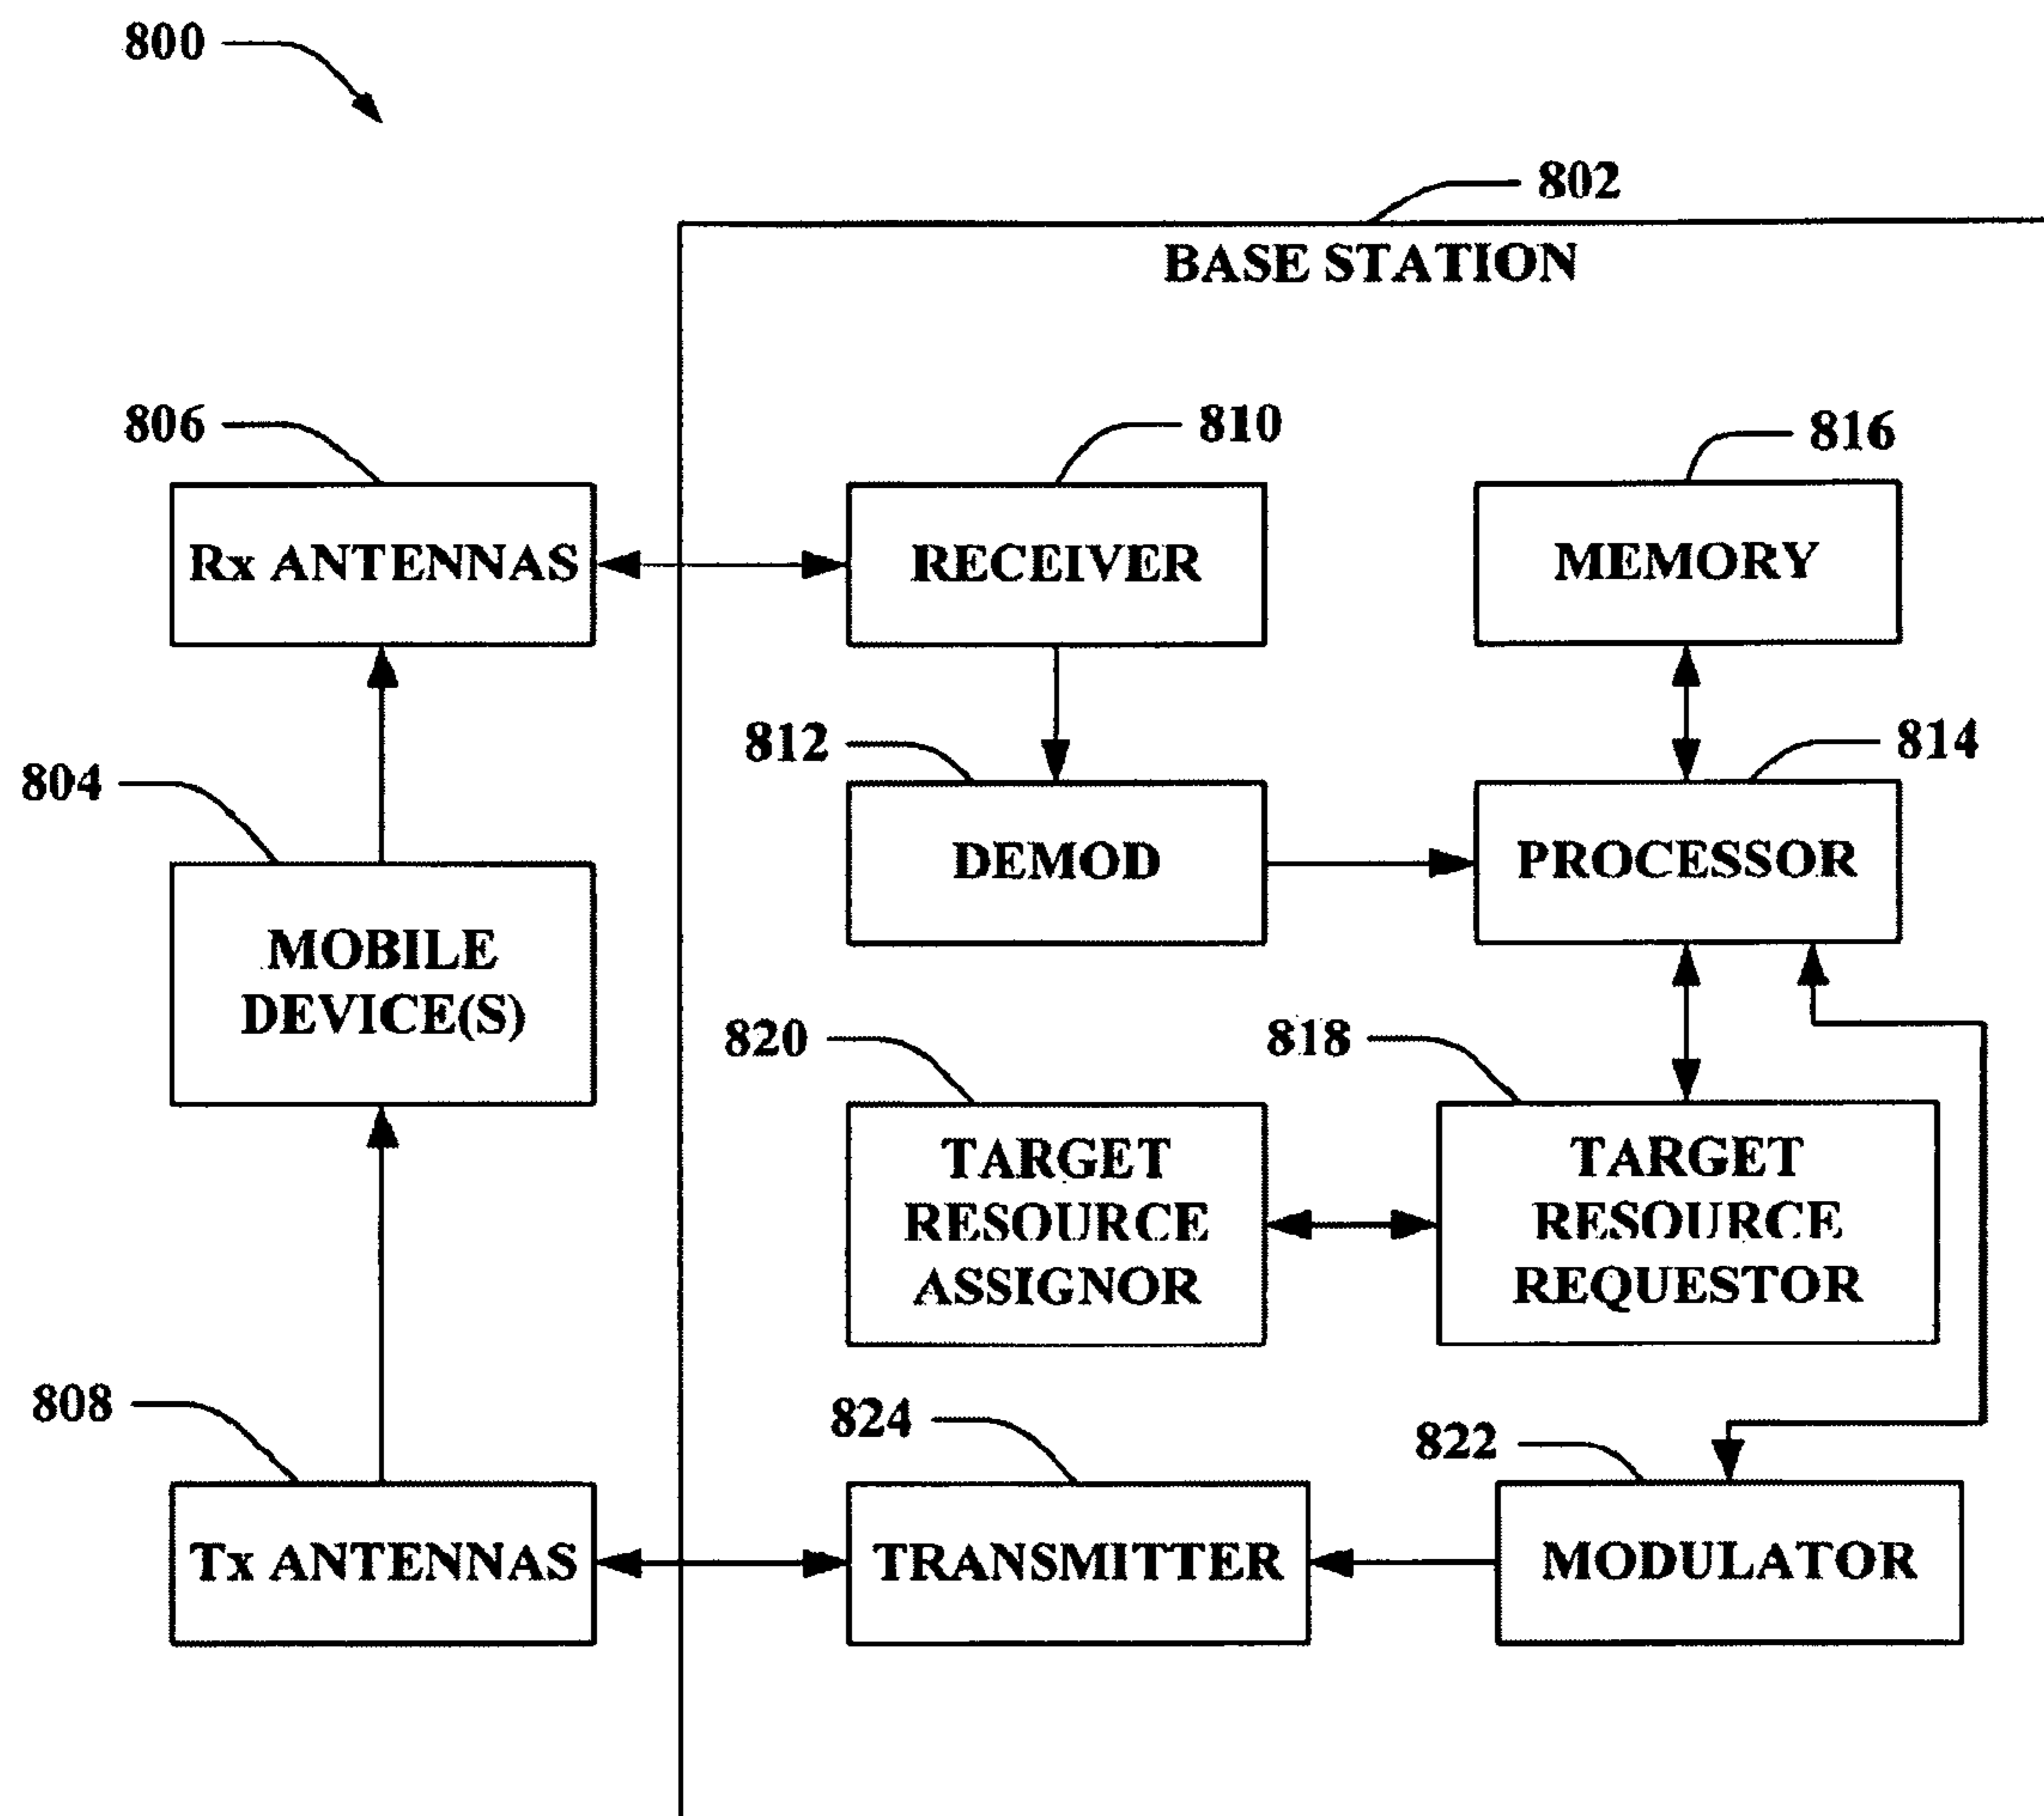 800
802
BASE STATION
806
810
816
Rx ANTENNAS
RECEIVER
MEMORY
812
814
804
DEMOD
PROCESSOR
MOBILE
DEVICE(S)
820
818
TARGET
RESOURCE
ASSIGNOR
TARGET
RESOURCE
REQUESTOR
808
824
822
Tx ANTENNAS
TRANSMITTER
MODULATOR